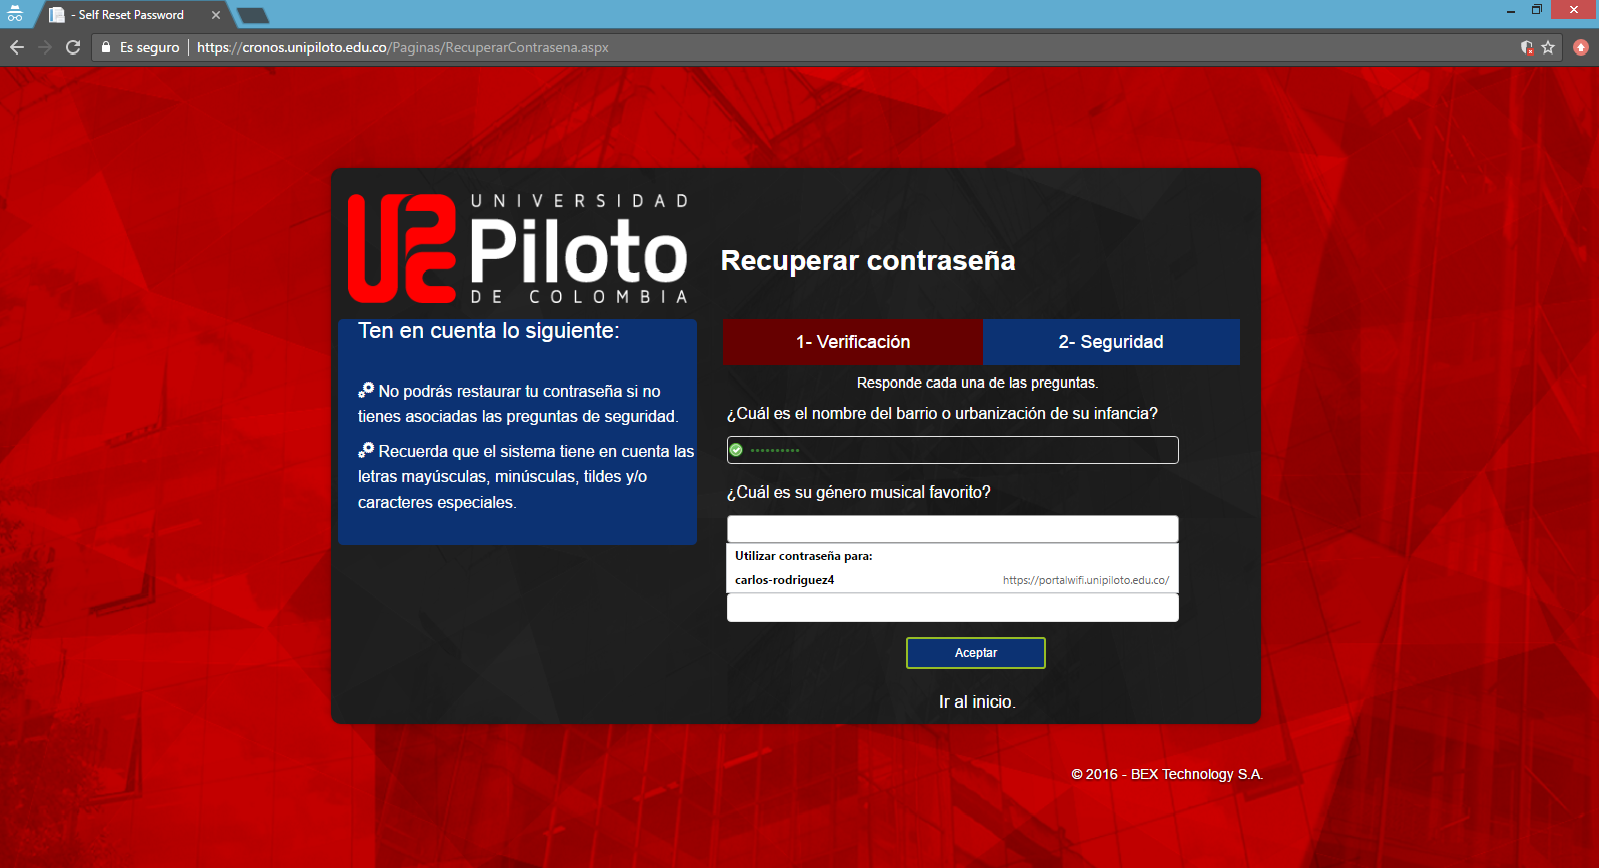 - Self Reset Password
Es seguro
https://cronos.unipiloto.edu.co/Paginas/RecuperarContrasena.aspx
UNIVERSIDAD
Piloto
DE COLOMBIA
Recuperar contraseña
Ten en cuenta lo siguiente:
No podrás restaurar tu contraseña si no
tienes asociadas las preguntas de seguridad.
Recuerda que el sistema tiene en cuenta las
letras mayúsculas, minúsculas, tildes y/o
caracteres especiales.
1- Verificación
2- Seguridad
Responde cada una de las preguntas.
¿Cuál es el nombre del barrio o urbanización de su infancia?
¿Cuál es su género musical favorito?
Utilizar contraseña para:
carlos-rodriguez4 https://portalwifi.unipiloto.edu.co/
Aceptar
Ir al inicio.
© 2016 - BEX Technology S.A.